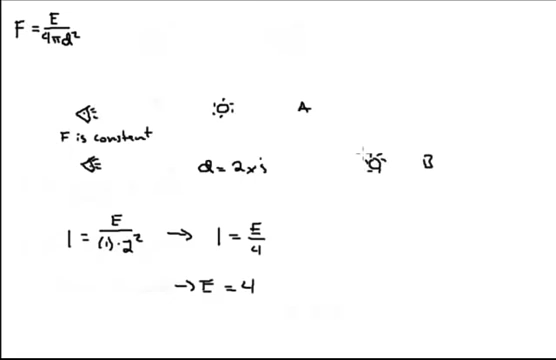 F = E / 4πd²
A
F is constant
d = 2x's B
1 = E / (1)·2² → 1 = E / 4
→ E = 4